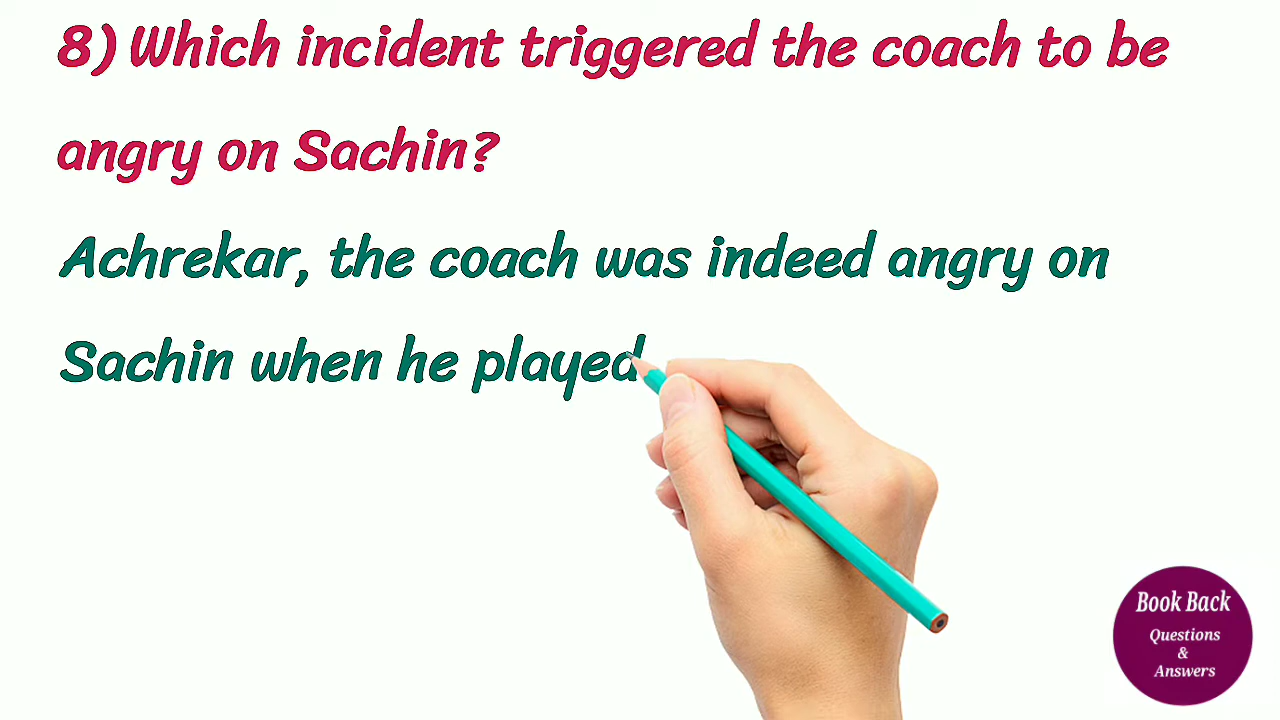 8) Which incident triggered the coach to be
angry on Sachin?
Achrekar, the coach was indeed angry on
Sachin when he played
Book Back
Questions
&
Answers